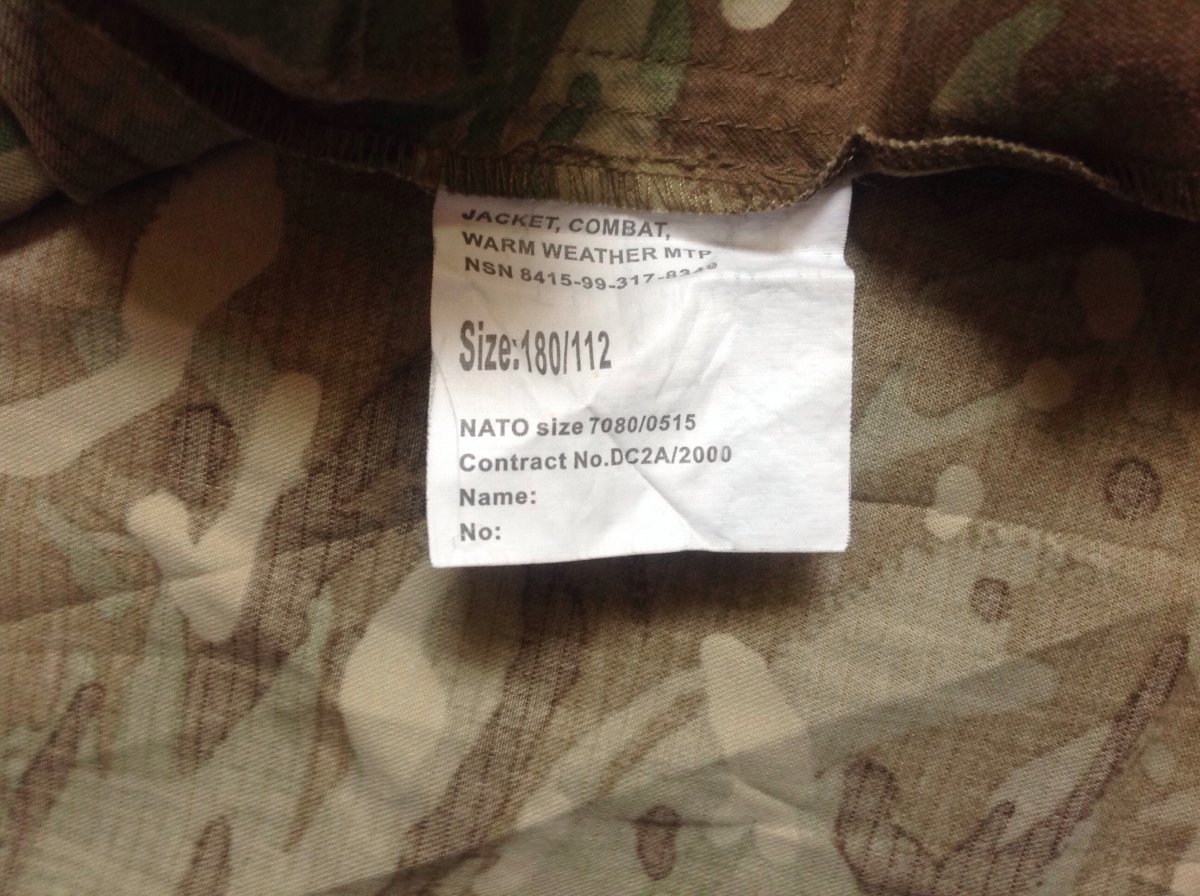 JACKET, COMBAT,
WARM WEATHER MTP
NSN 8415-99-317-
Size:180/112
NATO size 7080/0515
Contract No.DC2A/2000
Name:
No: